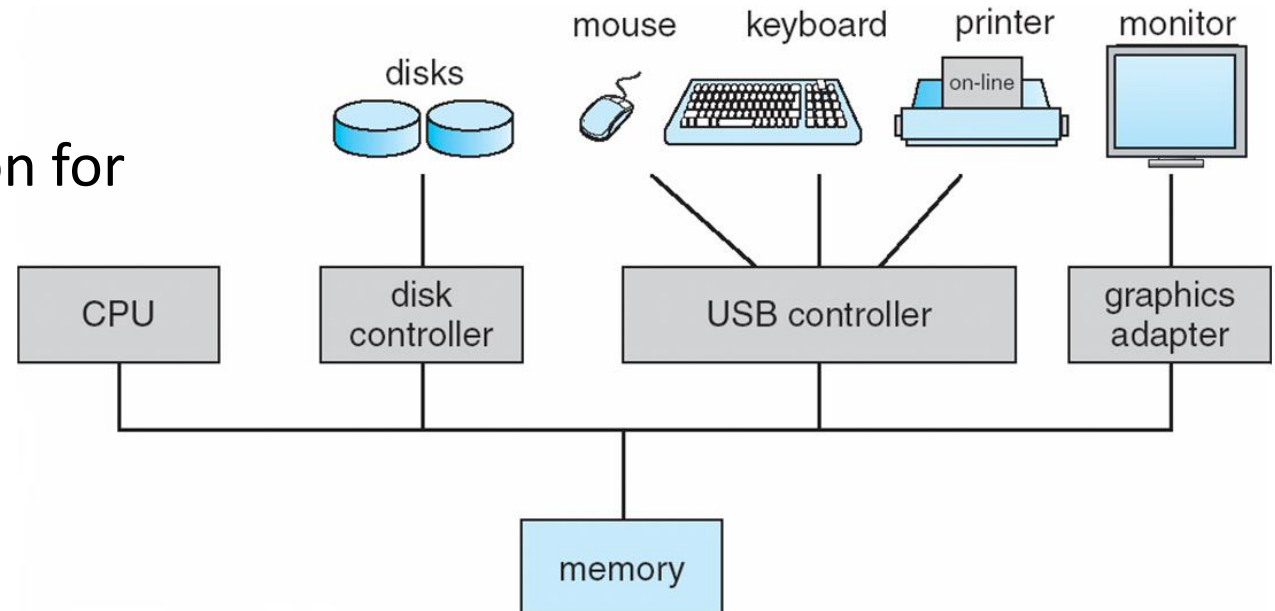 mouse keyboard printer monitor
disks
on-line
on for
CPU
disk
controller
USB controller
graphics
adapter
memory